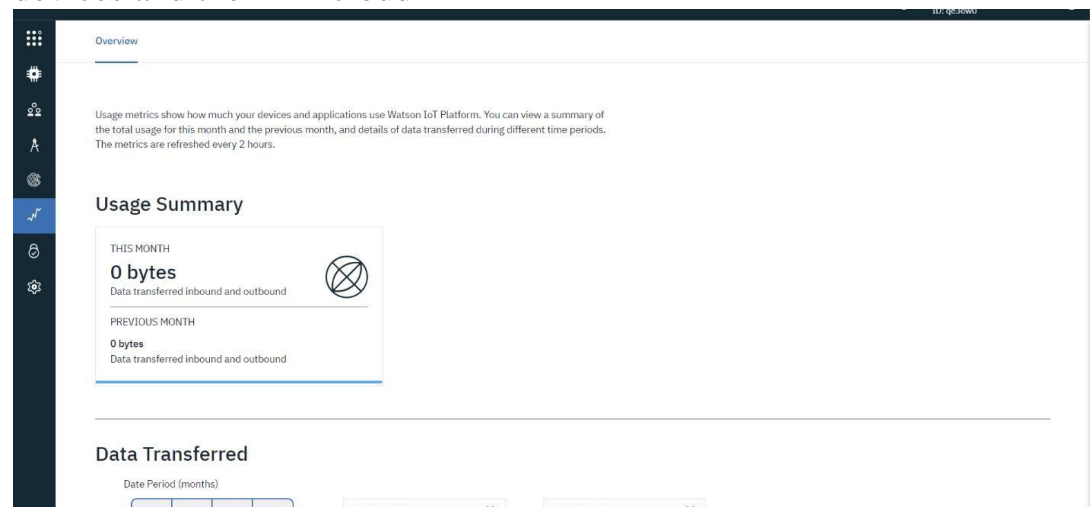 ID: qe3ow0
Overview
Usage metrics show how much your devices and applications use Watson IoT Platform. You can view a summary of
the total usage for this month and the previous month, and details of data transferred during different time periods.
The metrics are refreshed every 2 hours.
Usage Summary
THIS MONTH
0 bytes
Data transferred inbound and outbound
PREVIOUS MONTH
0 bytes
Data transferred inbound and outbound
Data Transferred
Date Period (months)